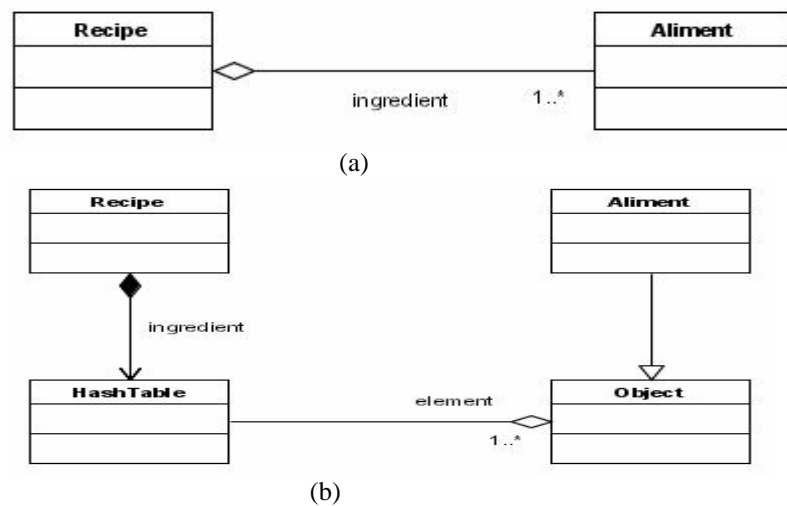 Recipe
Aliment
ingredient
1..*
(a)
Recipe
Aliment
ingredient
HashTable
element
Object
1..*
(b)